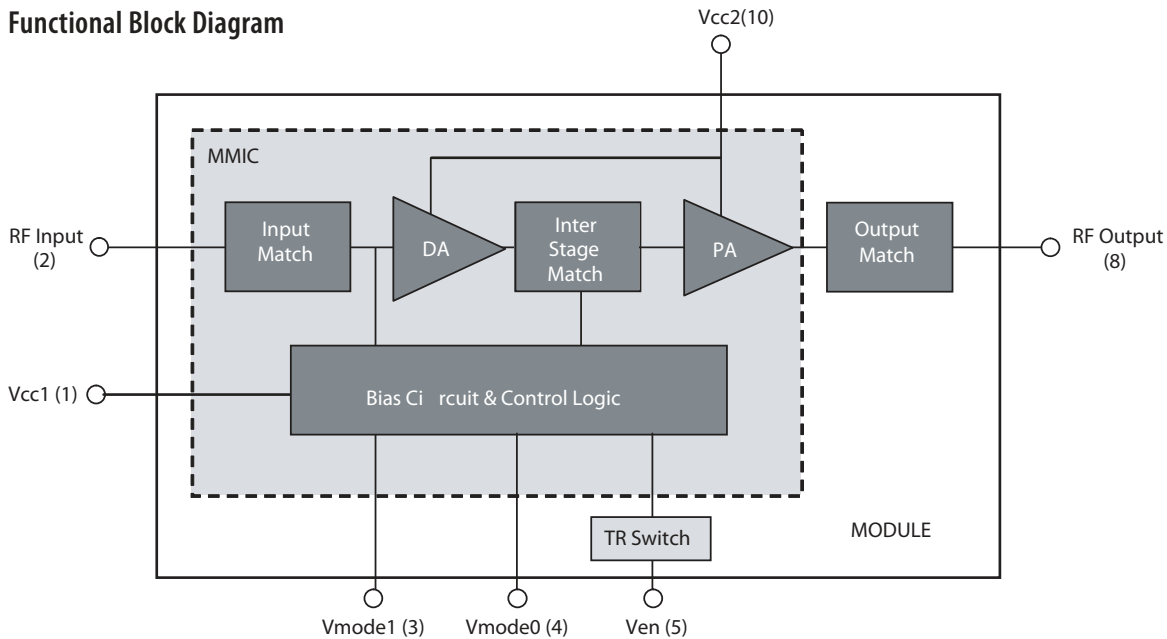 Functional Block Diagram
Vcc2(10)
MMIC
RF Input
(2)
Input
Match
DA
Inter
Stage
Match
PA
Output
Match
RF Output
(8)
Vcc1 (1)
Bias Ci rcuit & Control Logic
TR Switch
MODULE
Vmode1 (3)
Vmode0 (4)
Ven (5)